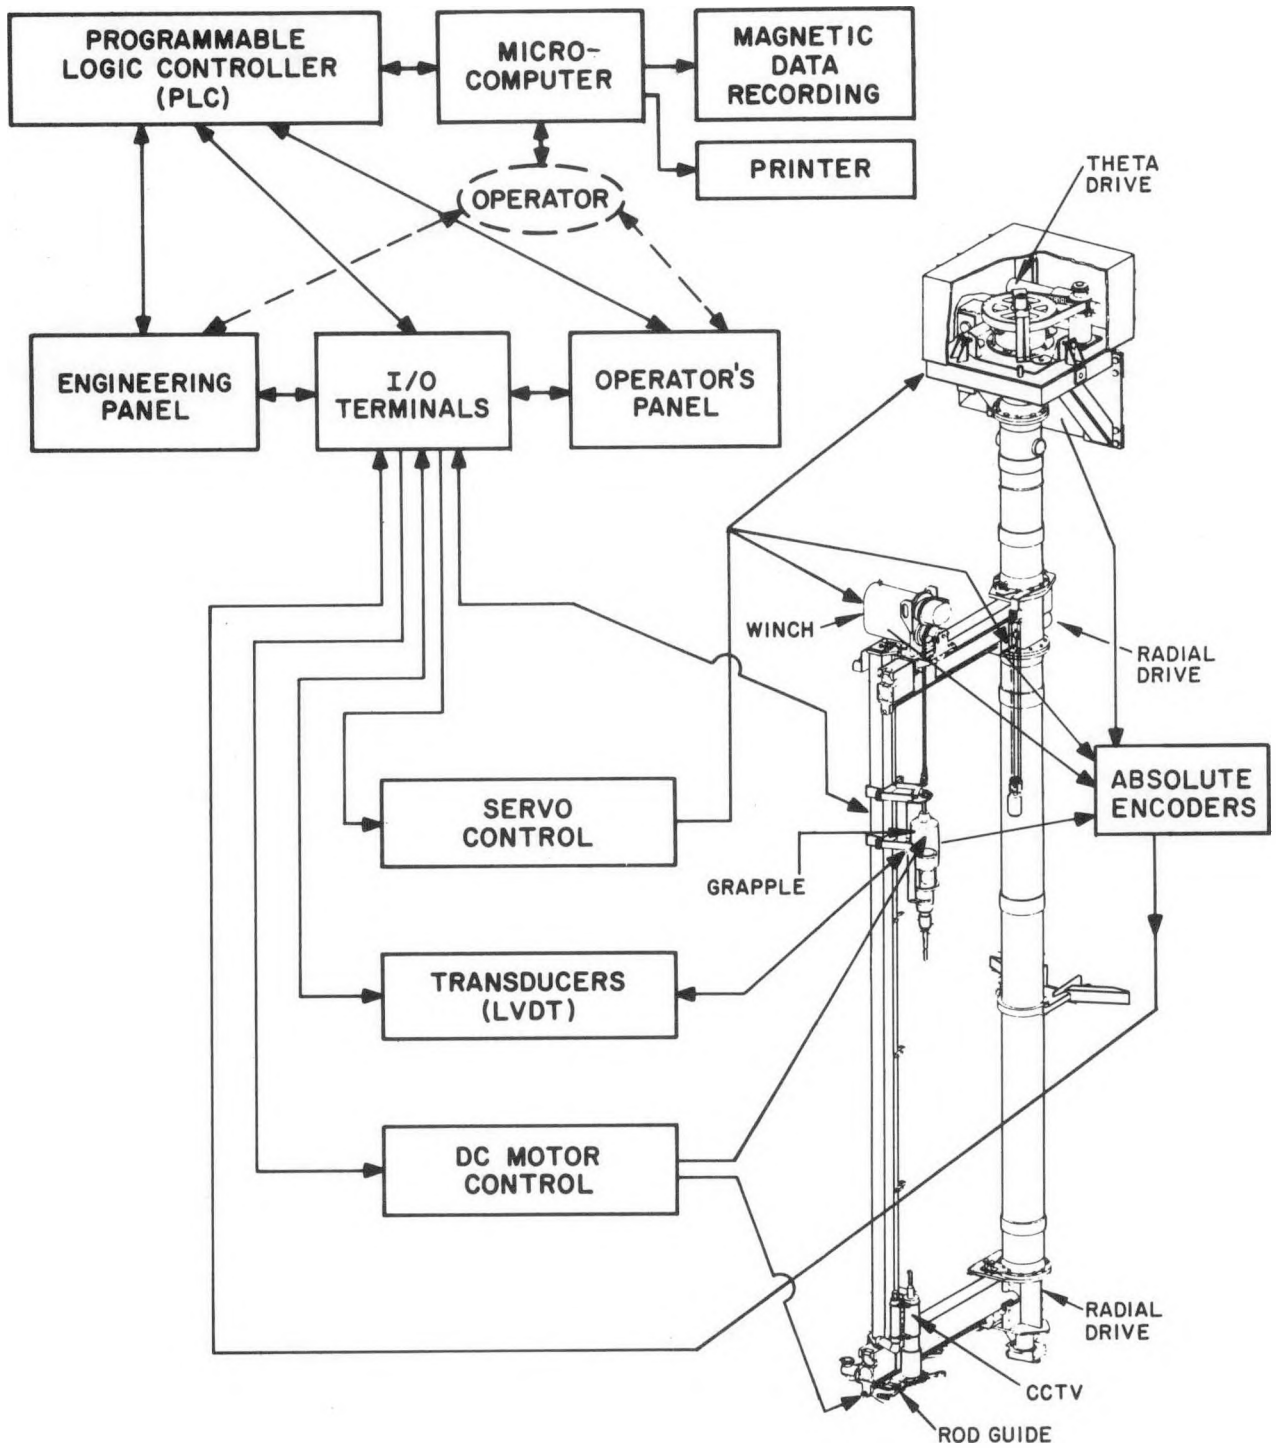 PROGRAMMABLE
LOGIC CONTROLLER
(PLC)
MICRO-
COMPUTER
MAGNETIC
DATA
RECORDING
PRINTER
OPERATOR
THETA
DRIVE
ENGINEERING
PANEL
I/O
TERMINALS
OPERATOR'S
PANEL
WINCH
RADIAL
DRIVE
SERVO
CONTROL
ABSOLUTE
ENCODERS
GRAPPLE
TRANSDUCERS
(LVDT)
DC MOTOR
CONTROL
RADIAL
DRIVE
CCTV
ROD GUIDE